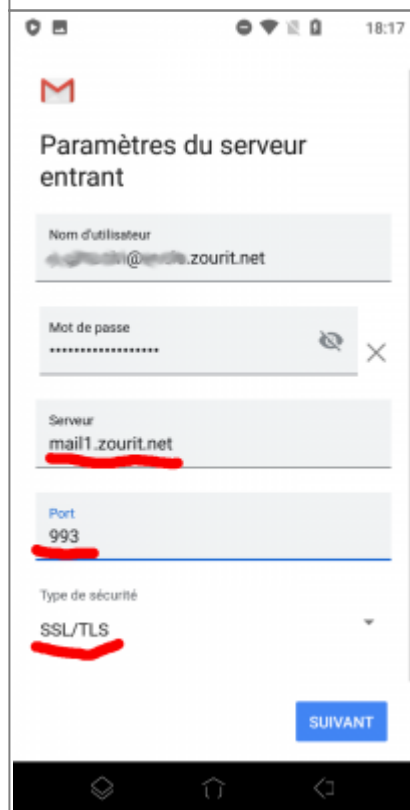 18:17
Paramètres du serveur
entrant
Nom d'utilisateur
@ .zourit.net
Mot de passe
••••••••••••••••••
Serveur
mail1.zourit.net
Port
993
Type de sécurité
SSL/TLS
SUIVANT